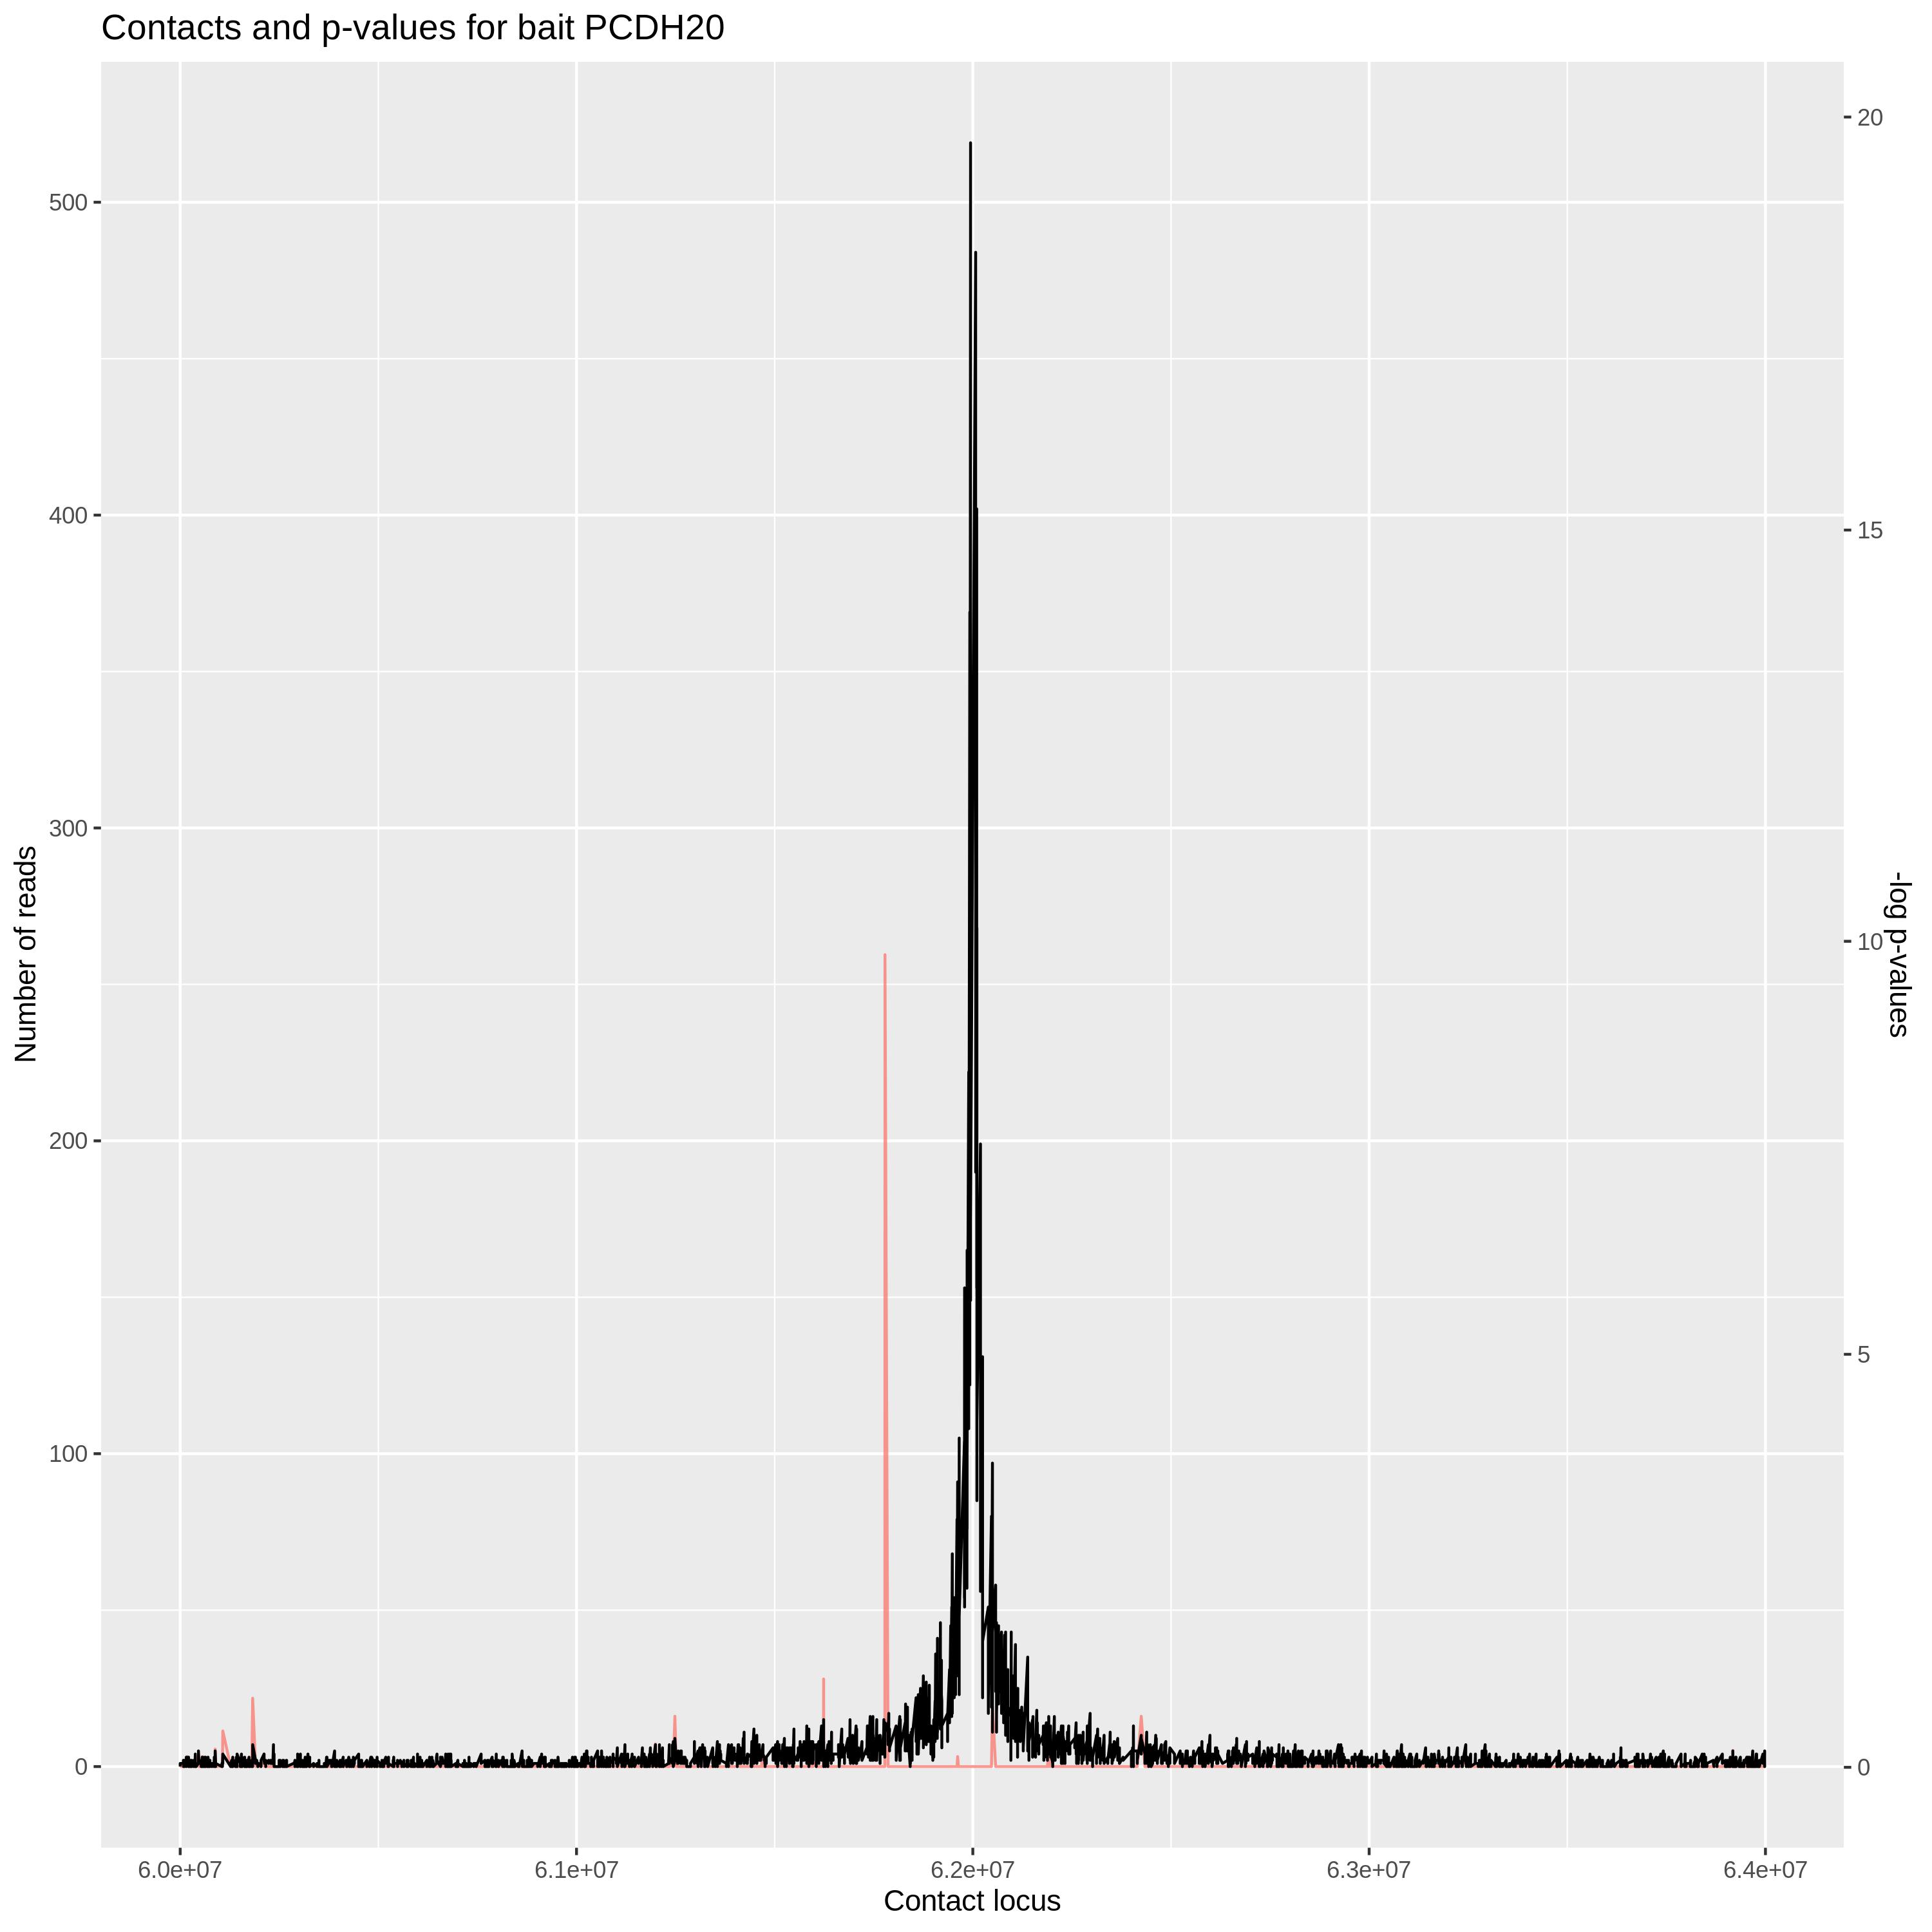 Contacts and p-values for bait PCDH20
500
400
300
200
100
0
Number of reads
20
15
10
5
0
-log p-values
6.0e+07 6.1e+07 6.2e+07 6.3e+07 6.4e+07
Contact locus